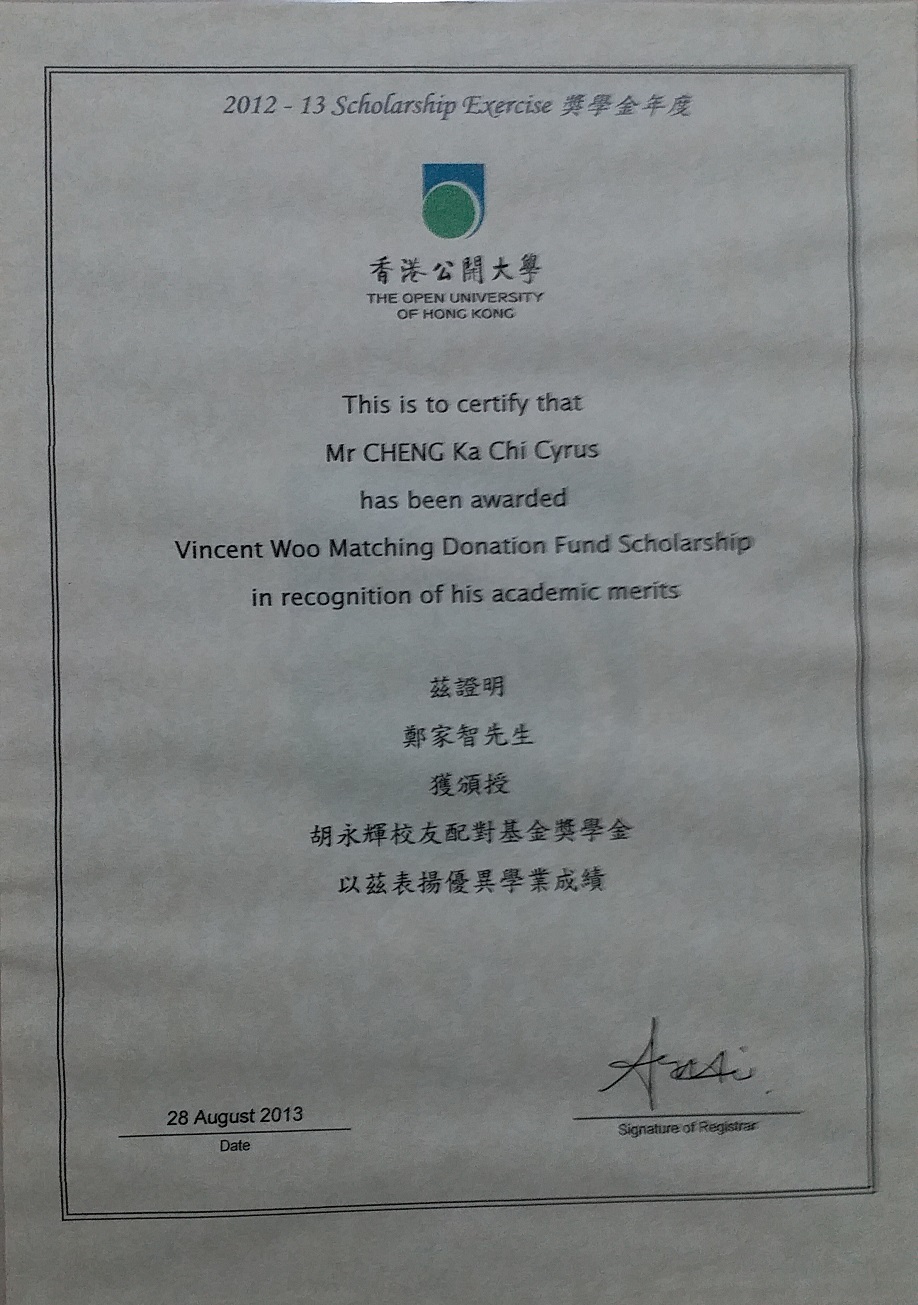 2012 - 13 Scholarship Exercise 獎學金年度
香港公開大學
THE OPEN UNIVERSITY
OF HONG KONG
This is to certify that
Mr CHENG Ka Chi Cyrus
has been awarded
Vincent Woo Matching Donation Fund Scholarship
in recognition of his academic merits
茲證明
鄭家智先生
獲頒授
胡永輝校友配對基金獎學金
以茲表揚優異學業成績
28 August 2013
Date
Signature of Registrar